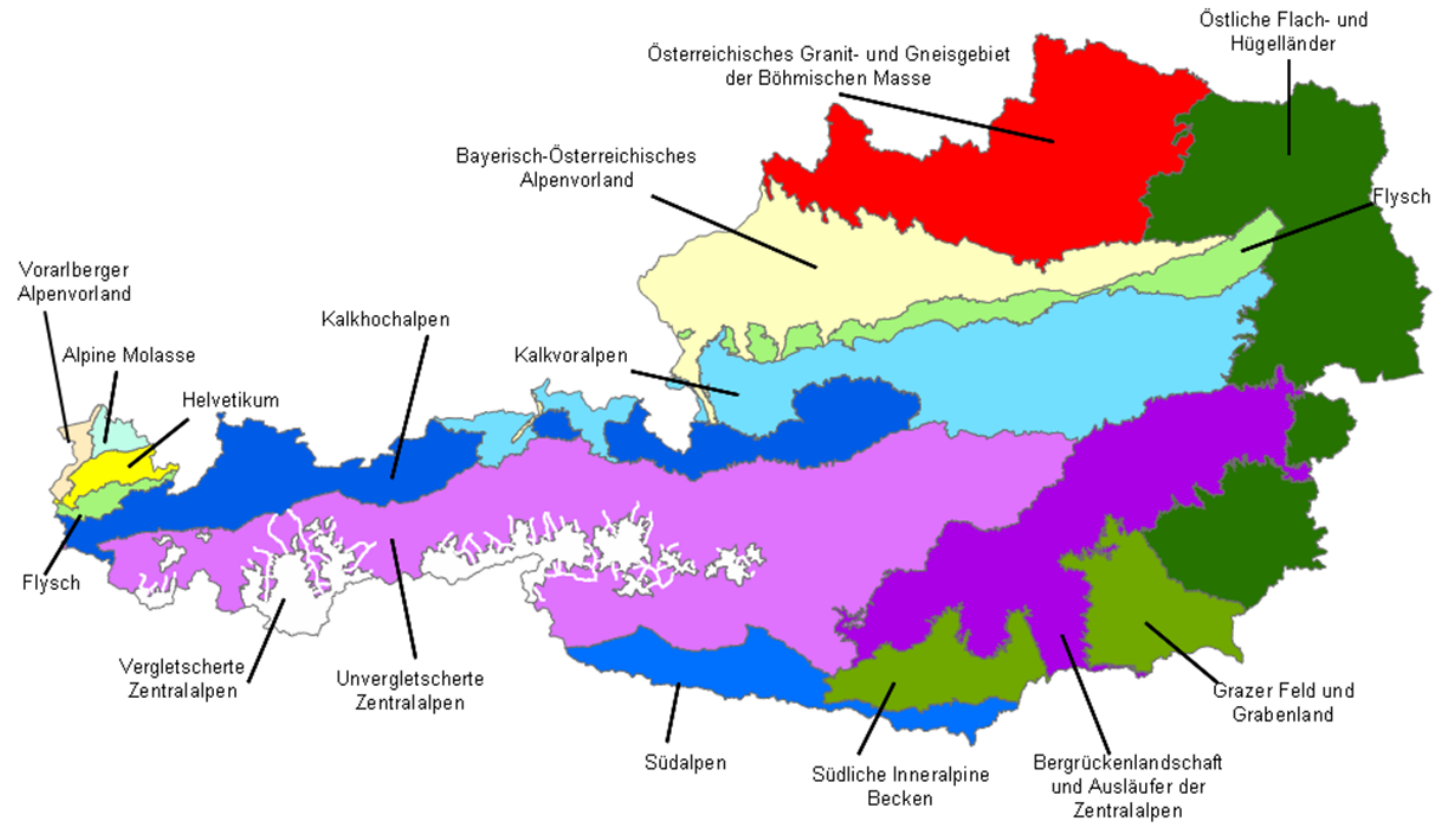 Östliche Flach- und
Hügelländer
Österreichisches Granit- und Gneisgebiet
der Böhmischen Masse
Bayerisch-Österreichisches
Alpenvorland
Flysch
Vorarlberger
Alpenvorland
Kalkhochalpen
Alpine Molasse
Kalkvoralpen
Helvetikum
Flysch
Vergletscherte
Zentralalpen
Unvergletscherte
Zentralalpen
Grazer Feld und
Grabenland
Südalpen
Südliche Inneralpine
Becken
Bergrückenlandschaft
und Ausläufer der
Zentralalpen